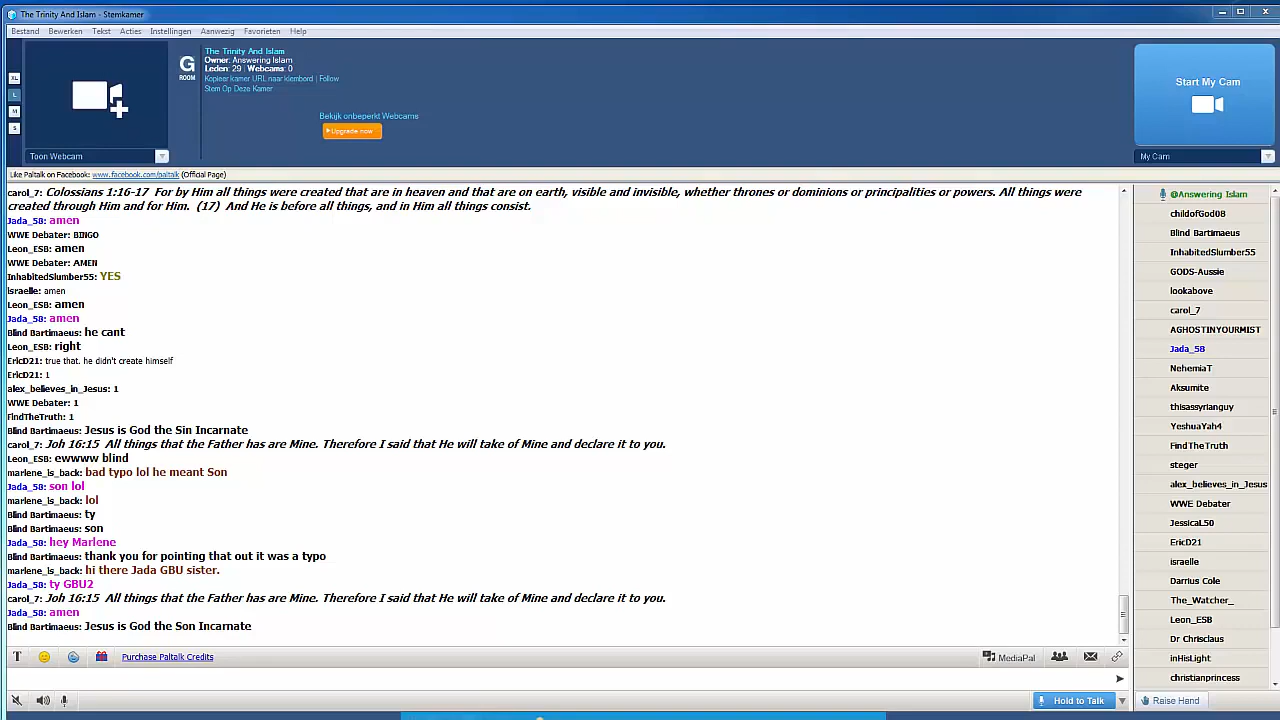 The Trinity And Islam - Stemkamer
Bestand Bewerken Tekst Acties Instellingen Aanwezig Favorieten Help
XL
L
M
S
Toon Webcam
G
ROOM
The Trinity And Islam
Owner: Answering Islam
Leden: 29 | Webcams: 0
Kopieer kamer URL naar klembord | Follow
Stem Op Deze Kamer
Bekijk onbeperkt Webcams
Upgrade now
Start My Cam
My Cam
Like Paltalk on Facebook: www.facebook.com/paltalk (Official Page)
carol_7: Colossians 1:16-17 For by Him all things were created that are in heaven and that are on earth, visible and invisible, whether thrones or dominions or principalities or powers. All things were
created through Him and for Him. (17) And He is before all things, and in Him all things consist.
Jada_58: amen
WWE Debater: BINGO
Leon_ESB: amen
WWE Debater: AMEN
InhabitedSlumber55: YES
israelle: amen
Leon_ESB: amen
Jada_58: amen
Blind Bartimaeus: he cant
Leon_ESB: right
EricD21: true that. he didn't create himself
EricD21: 1
alex_believes_in_Jesus: 1
WWE Debater: 1
FindTheTruth: 1
Blind Bartimaeus: Jesus is God the Sin Incarnate
carol_7: Joh 16:15 All things that the Father has are Mine. Therefore I said that He will take of Mine and declare it to you.
Leon_ESB: ewwww blind
marlene_is_back: bad typo lol he meant Son
Jada_58: son lol
marlene_is_back: lol
Blind Bartimaeus: ty
Blind Bartimaeus: son
Jada_58: hey Marlene
Blind Bartimaeus: thank you for pointing that out it was a typo
marlene_is_back: hi there Jada GBU sister.
Jada_58: ty GBU2
carol_7: Joh 16:15 All things that the Father has are Mine. Therefore I said that He will take of Mine and declare it to you.
Jada_58: amen
Blind Bartimaeus: Jesus is God the Son Incarnate
@Answering Islam
childofGod08
Blind Bartimaeus
InhabitedSlumber55
GODS-Aussie
lookabove
carol_7
AGHOSTINYOURMIST
Jada_58
NehemiaT
Aksumite
thisassyrianguy
YeshuaYah4
FindTheTruth
steger
alex_believes_in_Jesus
WWE Debater
JessicaL50
EricD21
israelle
Darrius Cole
The_Watcher_
Leon_ESB
Dr Chrisclaus
inHisLight
christianprincess
T Purchase Paltalk Credits MediaPal
Hold to Talk
Raise Hand